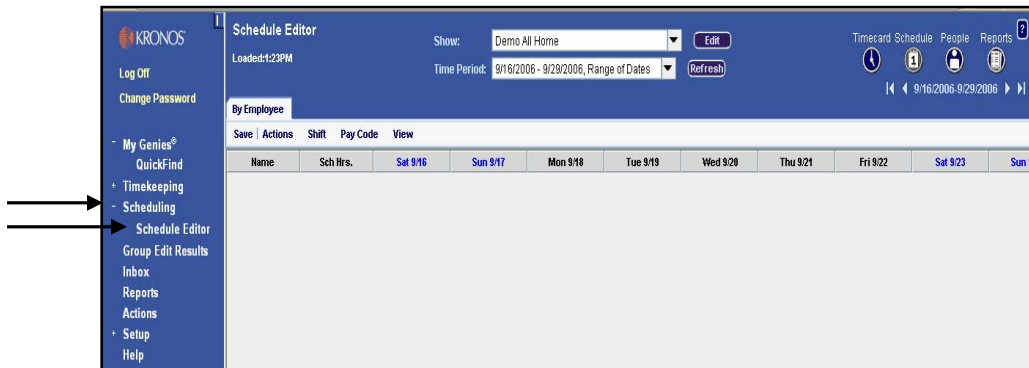 KRONOS
Log Off
Change Password
- My Genies®
QuickFind
+ Timekeeping
- Scheduling
Schedule Editor
Group Edit Results
Inbox
Reports
Actions
+ Setup
Help
Schedule Editor
Loaded:1:23PM
Show: Demo All Home Edit
Time Period: 9/16/2006 - 9/29/2006, Range of Dates Refresh
Timecard Schedule People Reports ?
1
9/16/2006-9/29/2006
By Employee
Save | Actions Shift Pay Code View
Name Sch Hrs. Sat 9/16 Sun 9/17 Mon 9/18 Tue 9/19 Wed 9/20 Thu 9/21 Fri 9/22 Sat 9/23 Sun